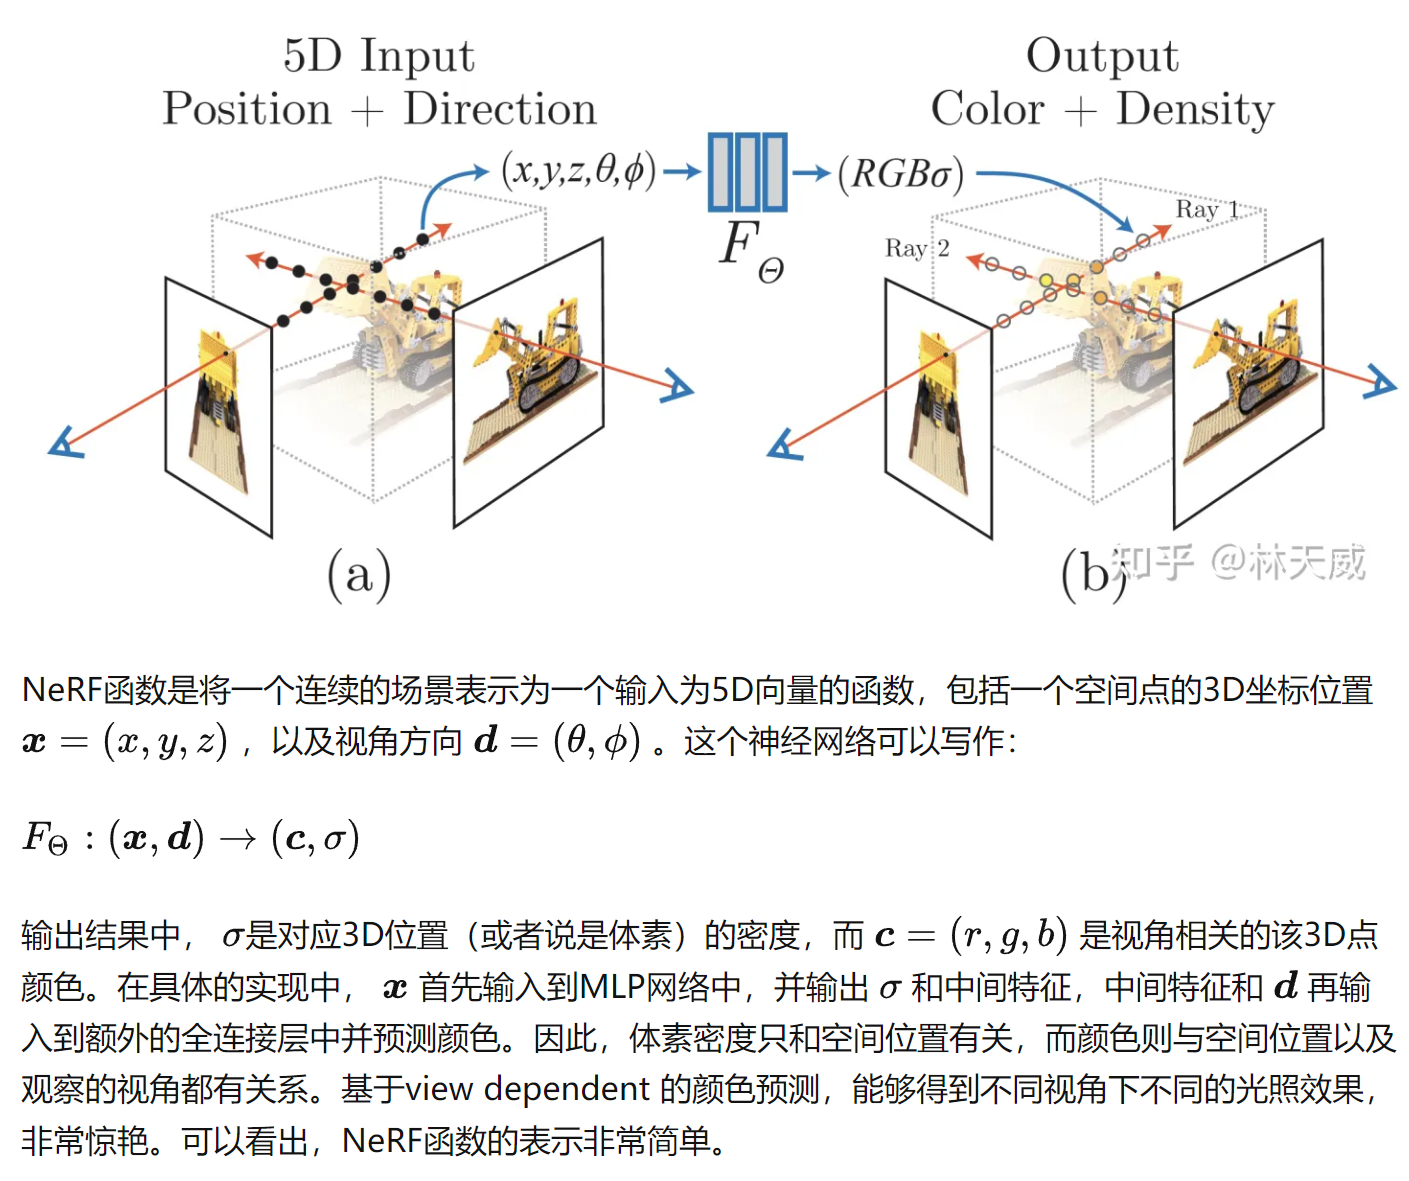 5D Input
Position + Direction
Output
Color + Density
(x,y,z,θ,ϕ)
F_Θ
(RGBσ)
Ray 1
Ray 2
(a)
(b)
知乎 @林天威
NeRF函数是将一个连续的场景表示为一个输入为5D向量的函数，包括一个空间点的3D坐标位置
x = (x, y, z) ，以及视角方向 d = (θ, ϕ) 。这个神经网络可以写作：
F_Θ : (x, d) → (c, σ)
输出结果中， σ是对应3D位置（或者说是体素）的密度，而 c = (r, g, b) 是视角相关的该3D点
颜色。在具体的实现中， x 首先输入到MLP网络中，并输出 σ 和中间特征，中间特征和 d 再输
入到额外的全连接层中并预测颜色。因此，体素密度只和空间位置有关，而颜色则与空间位置以及
观察的视角都有关系。基于view dependent 的颜色预测，能够得到不同视角下不同的光照效果，
非常惊艳。可以看出，NeRF函数的表示非常简单。